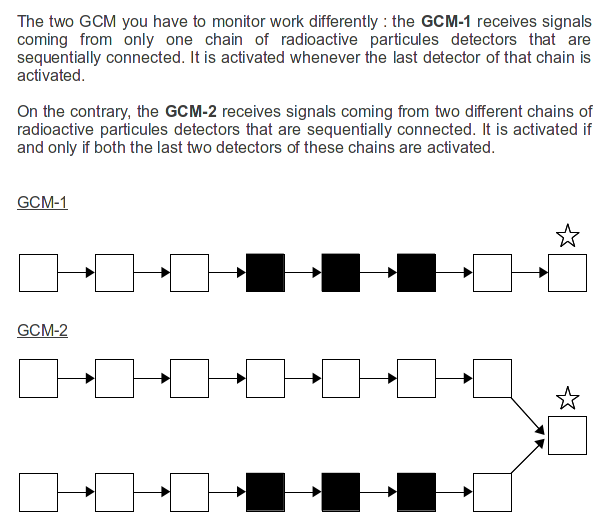 The two GCM you have to monitor work differently : the GCM-1 receives signals
coming from only one chain of radioactive particules detectors that are
sequentially connected. It is activated whenever the last detector of that chain is
activated.
On the contrary, the GCM-2 receives signals coming from two different chains of
radioactive particules detectors that are sequentially connected. It is activated if
and only if both the last two detectors of these chains are activated.
GCM-1
GCM-2